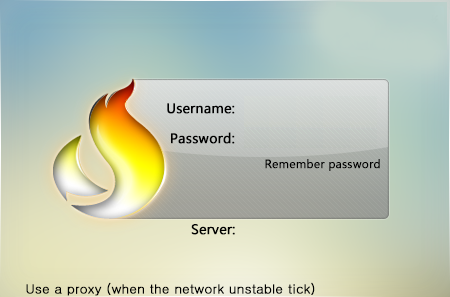 Username:
Password:
Remember password
Server:
Use a proxy (when the network unstable tick)